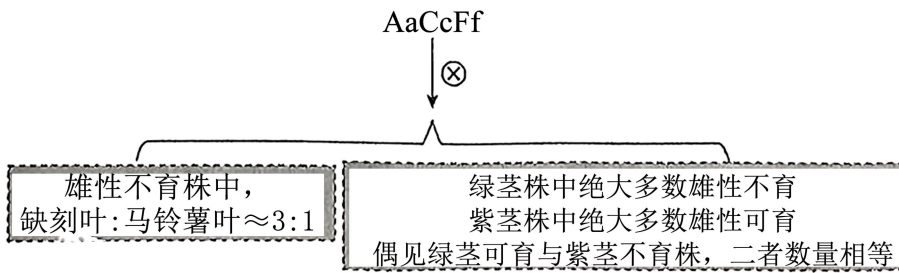 AaCcFf
⊗
雄性不育株中，
缺刻叶:马铃薯叶≈3:1
绿茎株中绝大多数雄性不育
紫茎株中绝大多数雄性可育
偶见绿茎可育与紫茎不育株，二者数量相等